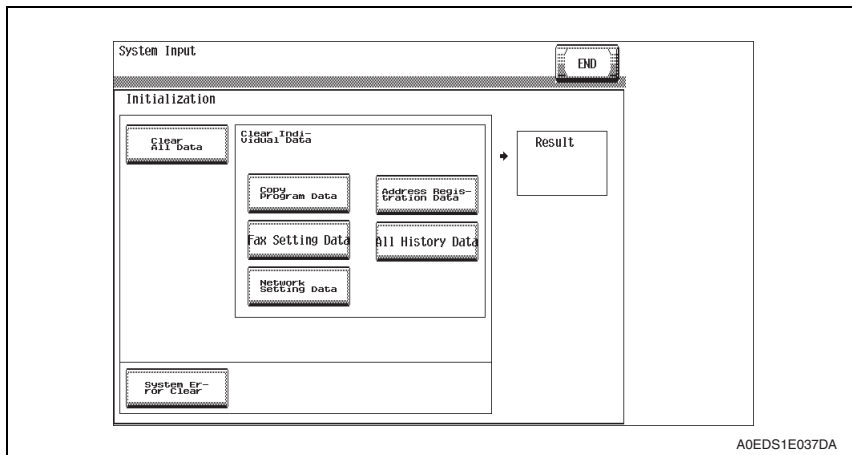 System Input
END
Initialization
Clear
All Data
Clear Indi-
vidual Data
Result
Copy
Program Data
Address Regis-
tration Data
Fax Setting Data
All History Data
Network
Setting Data
System Er-
ror Clear
A0EDS1E037DA